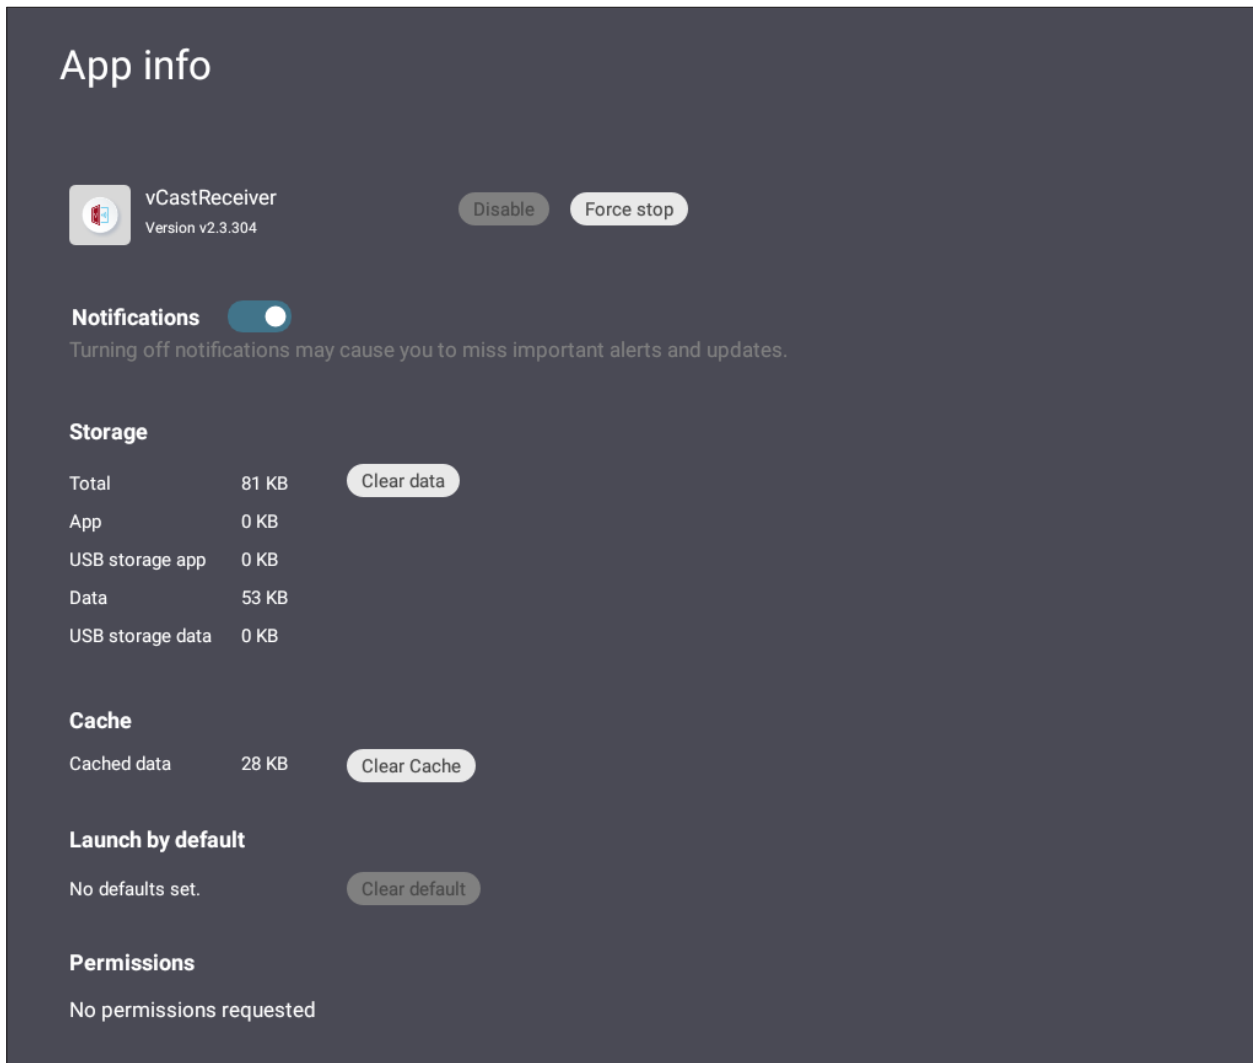 App info
vCastReceiver
Version v2.3.304
Disable
Force stop
Notifications
Turning off notifications may cause you to miss important alerts and updates.
Storage
Total 81 KB Clear data
App 0 KB
USB storage app 0 KB
Data 53 KB
USB storage data 0 KB
Cache
Cached data 28 KB Clear Cache
Launch by default
No defaults set. Clear default
Permissions
No permissions requested